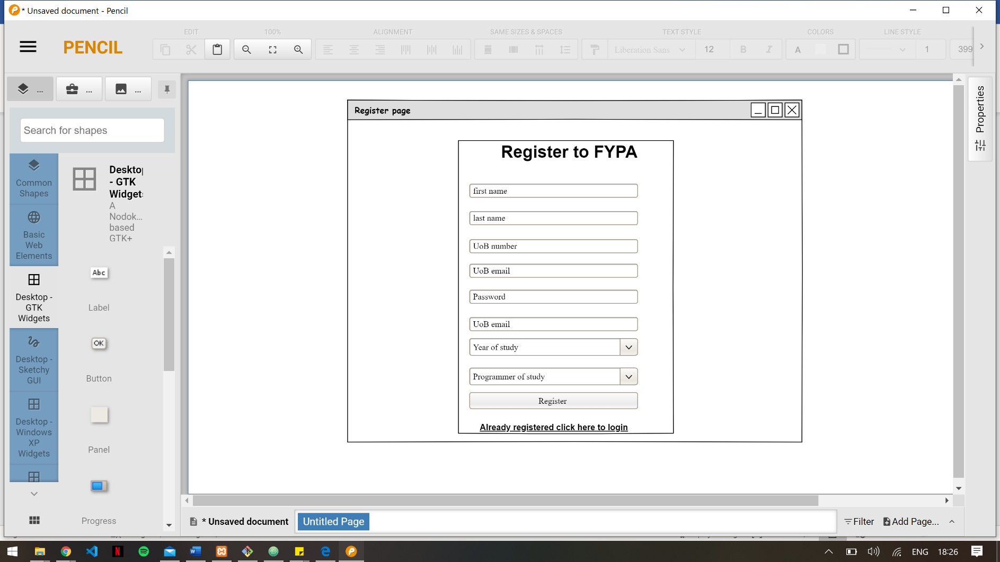 * Unsaved document - Pencil
EDIT
100%
ALIGNMENT
SAME SIZES & SPACES
TEXT STYLE
COLORS
LINE STYLE
PENCIL
Liberation Sans
12
B
I
A
1
399
...
...
...
Properties
Search for shapes
Common
Shapes
Basic
Web
Elements
Desktop -
GTK
Widgets
Desktop -
Sketchy
GUI
Desktop -
Windows
XP
Widgets
Desktop
- GTK
Widgets
A
Nodok...
based
GTK+
Abc
Label
OK
Button
Panel
Progress
Register page
Register to FYPA
first name
last name
UoB number
UoB email
Password
UoB email
Year of study
Programmer of study
Register
Already registered click here to login
* Unsaved document
Untitled Page
Filter
Add Page...
ENG
18:26